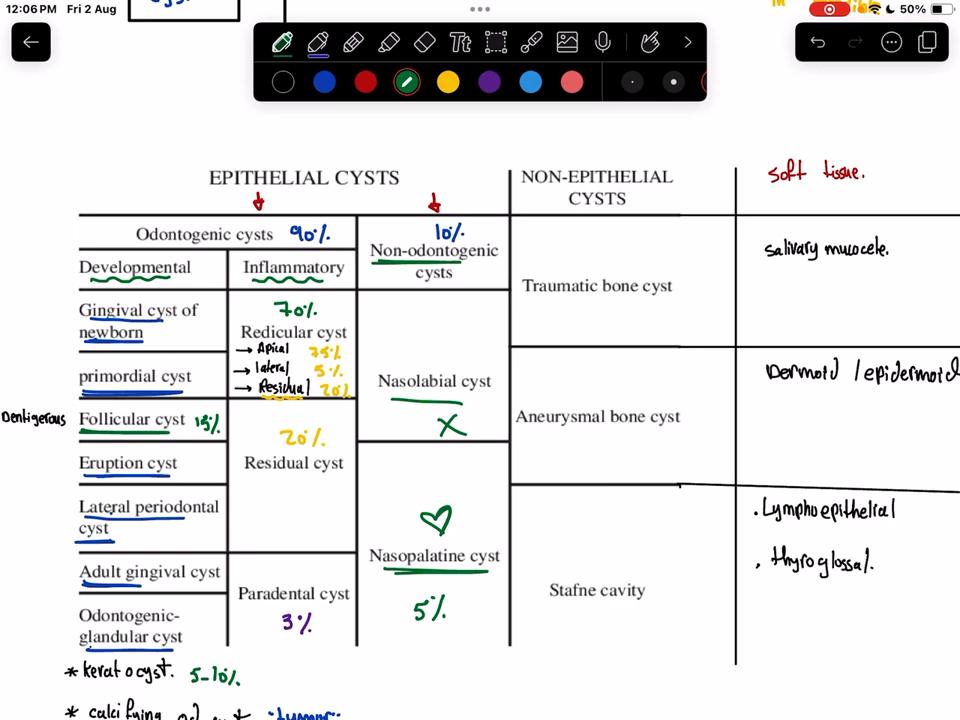 12:06 PM Fri 2 Aug
50%
Tt
EPITHELIAL CYSTS
NON-EPITHELIAL
CYSTS
soft tissue.
Odontogenic cysts 90%
10%
Non-odontogenic
cysts
Developmental
Inflammatory
Traumatic bone cyst
salivary mucocele.
Gingival cyst of
newborn
70%
Redicular cyst
→ Apical 75%
→ lateral 5%
→ Residual 20%
primordial cyst
Nasolabial cyst
X
Aneurysmal bone cyst
Dermoid / epidermoid
Dentigerous
Follicular cyst 15%
20%
Residual cyst
Eruption cyst
Lateral periodontal
cyst
Nasopalatine cyst
5%
Stafne cavity
. Lymphoepithelial
. thyroglossal.
Adult gingival cyst
Paradental cyst
3%
Odontogenic-
glandular cyst
* keratocyst. 5-10%
* calcifying
tumor